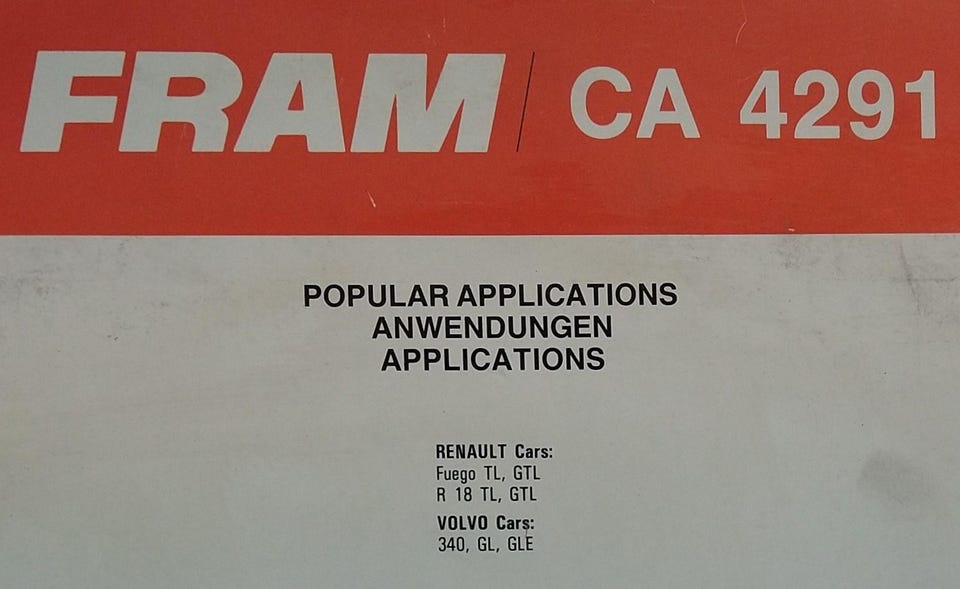 FRAM / CA 4291
POPULAR APPLICATIONS
ANWENDUNGEN
APPLICATIONS
RENAULT Cars:
Fuego TL, GTL
R 18 TL, GTL
VOLVO Cars:
340, GL, GLE